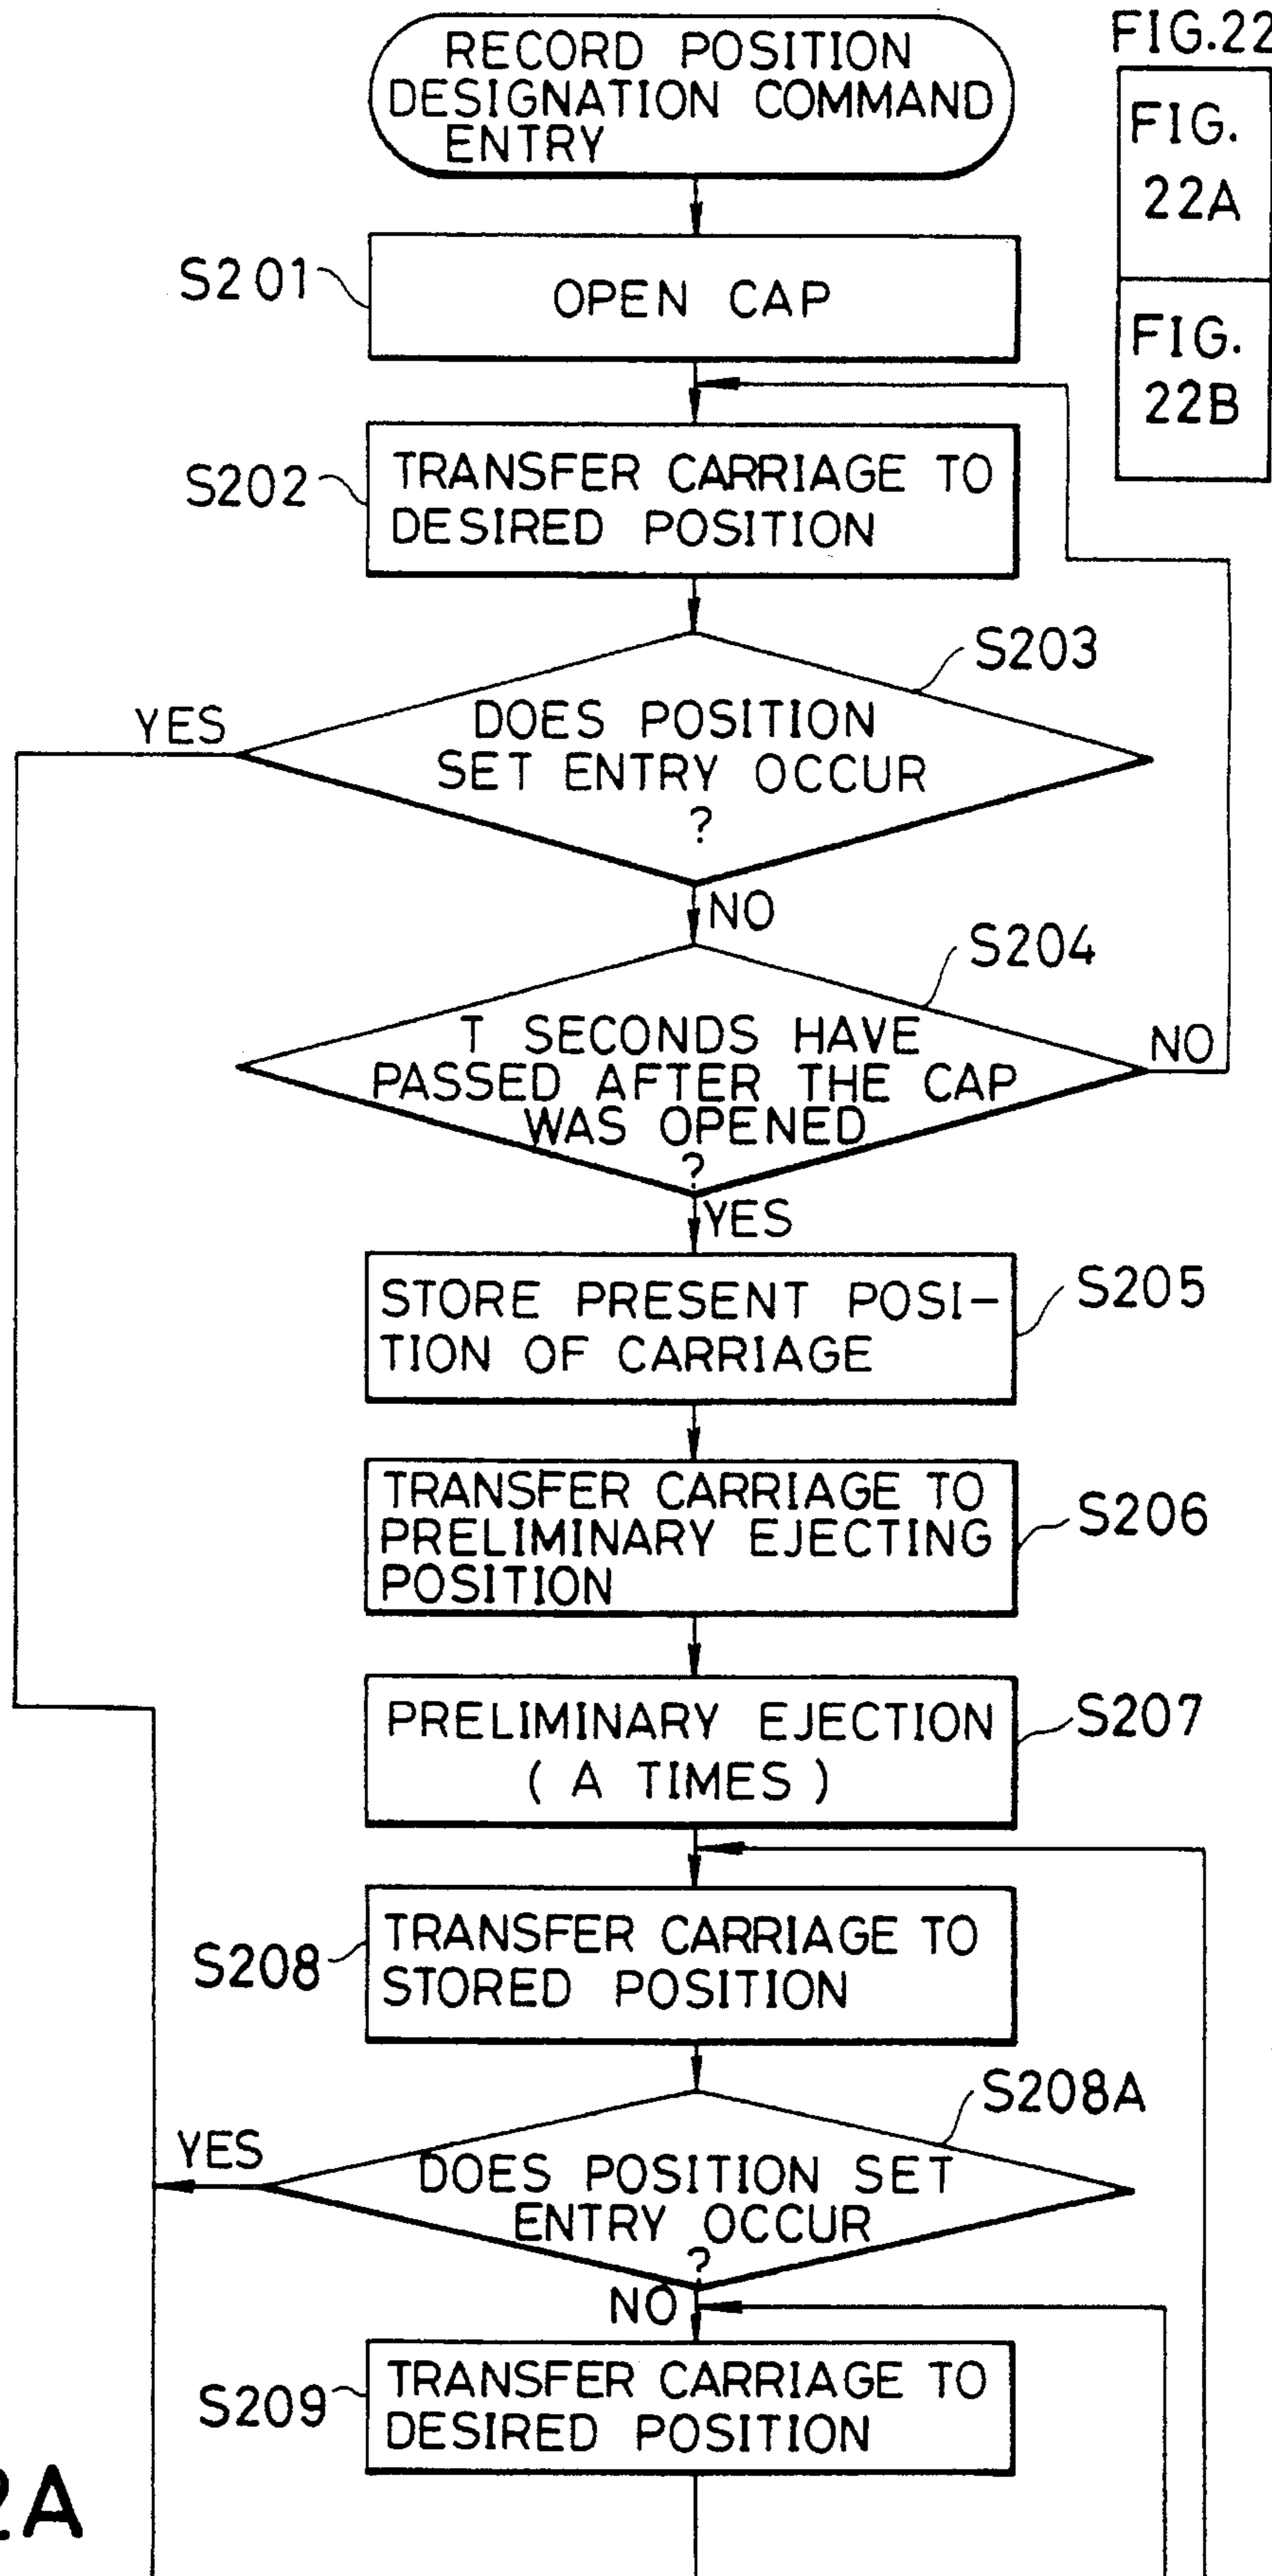 RECORD POSITION
DESIGNATION COMMAND
ENTRY
FIG.22
FIG.
22A
FIG.
22B
S201
OPEN CAP
S202
TRANSFER CARRIAGE TO
DESIRED POSITION
S203
YES
DOES POSITION
SET ENTRY OCCUR
?
NO
S204
T SECONDS HAVE
PASSED AFTER THE CAP
WAS OPENED
?
NO
YES
STORE PRESENT POSI-
TION OF CARRIAGE
S205
TRANSFER CARRIAGE TO
PRELIMINARY EJECTING
POSITION
S206
PRELIMINARY EJECTION
( A TIMES )
S207
S208
TRANSFER CARRIAGE TO
STORED POSITION
S208A
YES
DOES POSITION SET
ENTRY OCCUR
?
NO
S209
TRANSFER CARRIAGE TO
DESIRED POSITION
2A